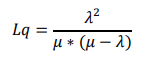 Lq = λ² / μ * (μ − λ)